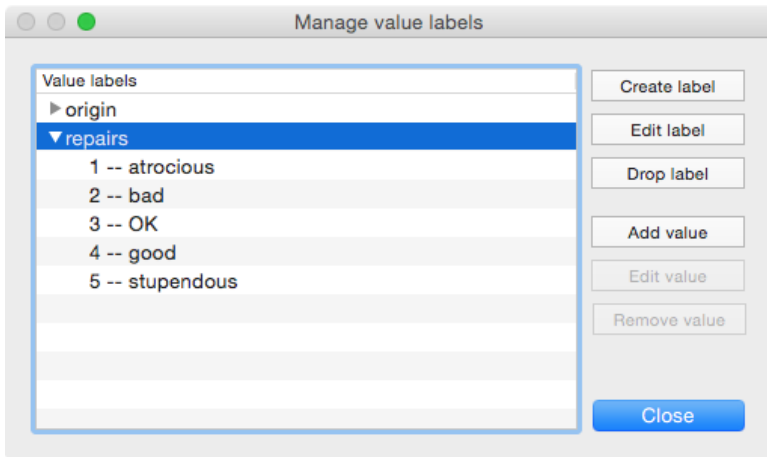 Manage value labels
Value labels
origin
repairs
1 -- atrocious
2 -- bad
3 -- OK
4 -- good
5 -- stupendous
Create label
Edit label
Drop label
Add value
Edit value
Remove value
Close